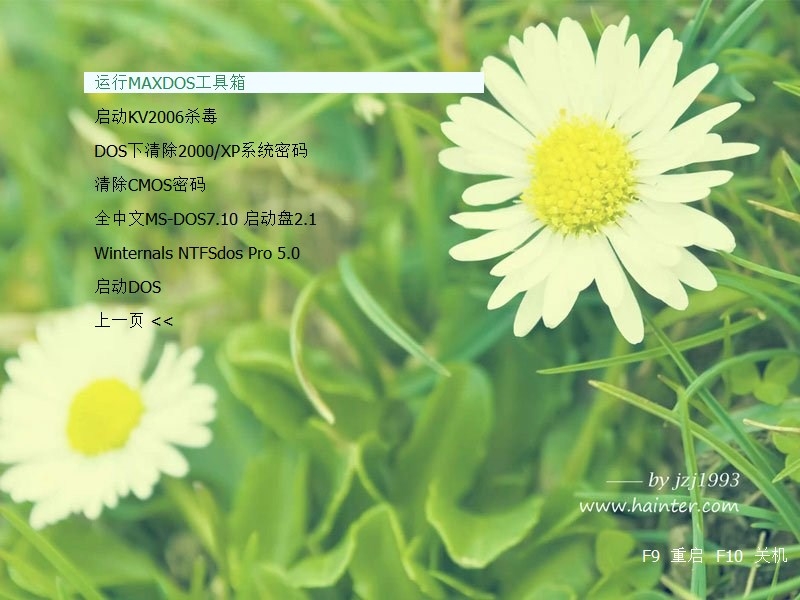 运行MAXDOS工具箱
启动KV2006杀毒
DOS下清除2000/XP系统密码
清除CMOS密码
全中文MS-DOS7.10 启动盘2.1
Winternals NTFSdos Pro 5.0
启动DOS
上一页 <<
—— by jzj1993
www.hainter.com
F9 重启 F10 关机